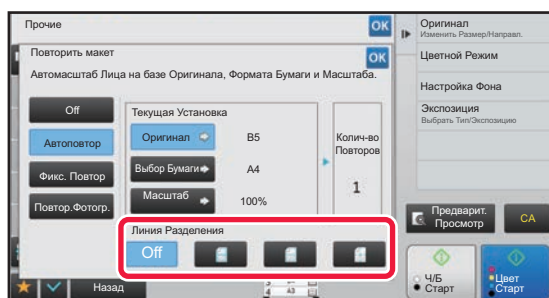 Прочие
OK
Повторить макет
OK
Автомасштаб Лица на базе Оригинала, Формата Бумаги и Масштаба.
Off
Автоповтор
Фикс. Повтор
Повтор.Фотогр.
Текущая Установка
Оригинал
B5
Выбор Бумаги
A4
Масштаб
100%
Колич-во
Повторов
1
Линия Разделения
Off
Назад
A3
Оригинал
Изменить Размер/Направл.
Цветной Режим
Настройка Фона
Экспозиция
Выбрать Тип/Экспозицию
Предварит.
Просмотр
CA
Ч/Б
Старт
Цвет
Старт